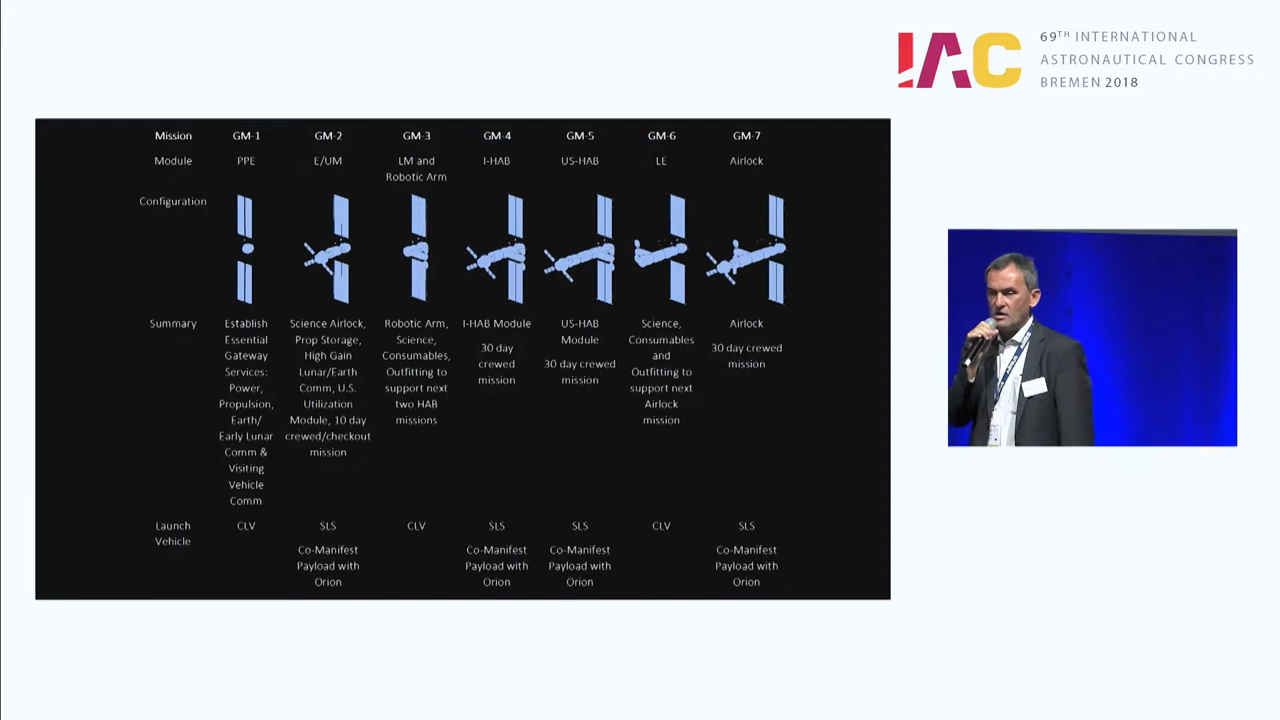 IAC
69TH INTERNATIONAL
ASTRONAUTICAL CONGRESS
BREMEN 2018
Mission GM-1 GM-2 GM-3 GM-4 GM-5 GM-6 GM-7
Module PPE E/UM LM and I-HAB US-HAB LE Airlock
Robotic Arm
Configuration
Summary Establish Science Airlock, Robotic Arm, I-HAB Module US-HAB Science, Airlock
Essential Prop Storage, Science, Module Consumables
Gateway High Gain Consumables, 30 day and 30 day crewed
Services: Lunar/Earth Outfitting to crewed 30 day crewed Outfitting to mission
Power, Comm, U.S. support next mission mission support next
Propulsion, Utilization two HAB Airlock
Earth/ Module, 10 day missions mission
Early Lunar crewed/checkout
Comm & mission
Visiting
Vehicle
Comm
Launch CLV SLS CLV SLS SLS CLV SLS
Vehicle
Co-Manifest Co-Manifest Co-Manifest Co-Manifest
Payload with Payload with Payload with Payload with
Orion Orion Orion Orion